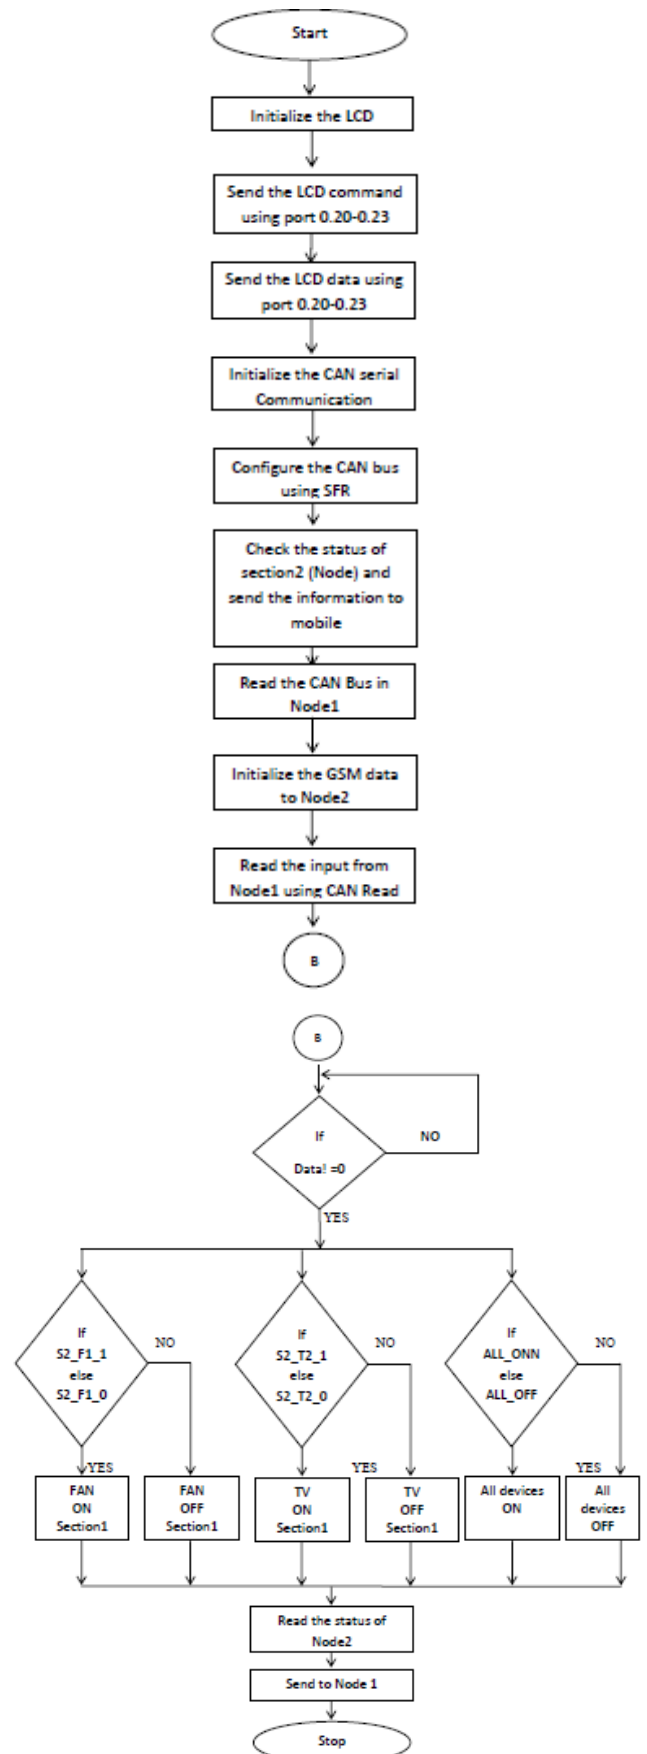 Start
Initialize the LCD
Send the LCD command
using port 0.20-0.23
Send the LCD data using
port 0.20-0.23
Initialize the CAN serial
Communication
Configure the CAN bus
using SFR
Check the status of
section2 (Node) and
send the information to
mobile
Read the CAN Bus in
Node1
Initialize the GSM data
to Node2
Read the input from
Node1 using CAN Read
B
B
If
Data! =0
NO
YES
If
S2_F1_1
else
S2_F1_0
NO
If
S2_T2_1
else
S2_T2_0
NO
If
ALL_ONN
else
ALL_OFF
NO
YES
YES
YES
FAN
ON
Section1
FAN
OFF
Section1
TV
ON
Section1
TV
OFF
Section1
All devices
ON
All
devices
OFF
Read the status of
Node2
Send to Node 1
Stop